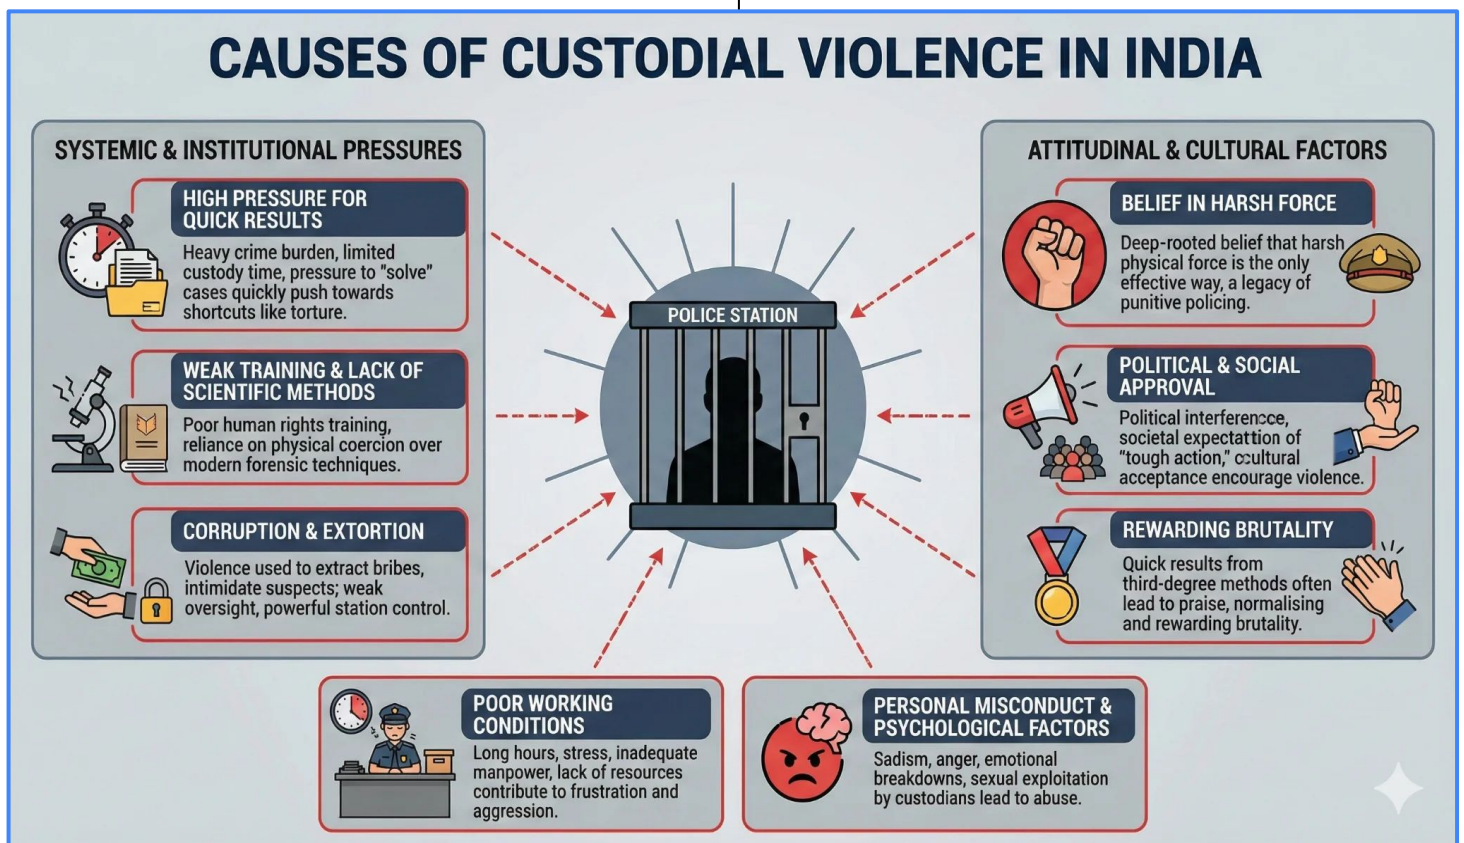 CAUSES OF CUSTODIAL VIOLENCE IN INDIA
SYSTEMIC & INSTITUTIONAL PRESSURES
HIGH PRESSURE FOR
QUICK RESULTS
Heavy crime burden, limited
custody time, pressure to "solve"
cases quickly push towards
shortcuts like torture.
WEAK TRAINING & LACK OF
SCIENTIFIC METHODS
Poor human rights training,
reliance on physical coercion over
modern forensic techniques.
CORRUPTION & EXTORTION
Violence used to extract bribes,
intimidate suspects; weak
oversight, powerful station control.
POLICE STATION
ATTITUDINAL & CULTURAL FACTORS
BELIEF IN HARSH FORCE
Deep-rooted belief that harsh
physical force is the only
effective way, a legacy of
punitive policing.
POLITICAL & SOCIAL
APPROVAL
Political interference,
societal expectattion of
"tough action,"
acceptance encourage violence.
REWARDING BRUTALITY
Quick results from
third-degree methods often
lead to praise, normalising
and rewarding brutality.
POOR WORKING
CONDITIONS
Long hours, stress, inadequate
manpower, lack of resources
contribute to frustration and
aggression.
PERSONAL MISCONDUCT &
PSYCHOLOGICAL FACTORS
Sadism, anger, emotional
breakdowns, sexual exploitation
by custodians lead to abuse.